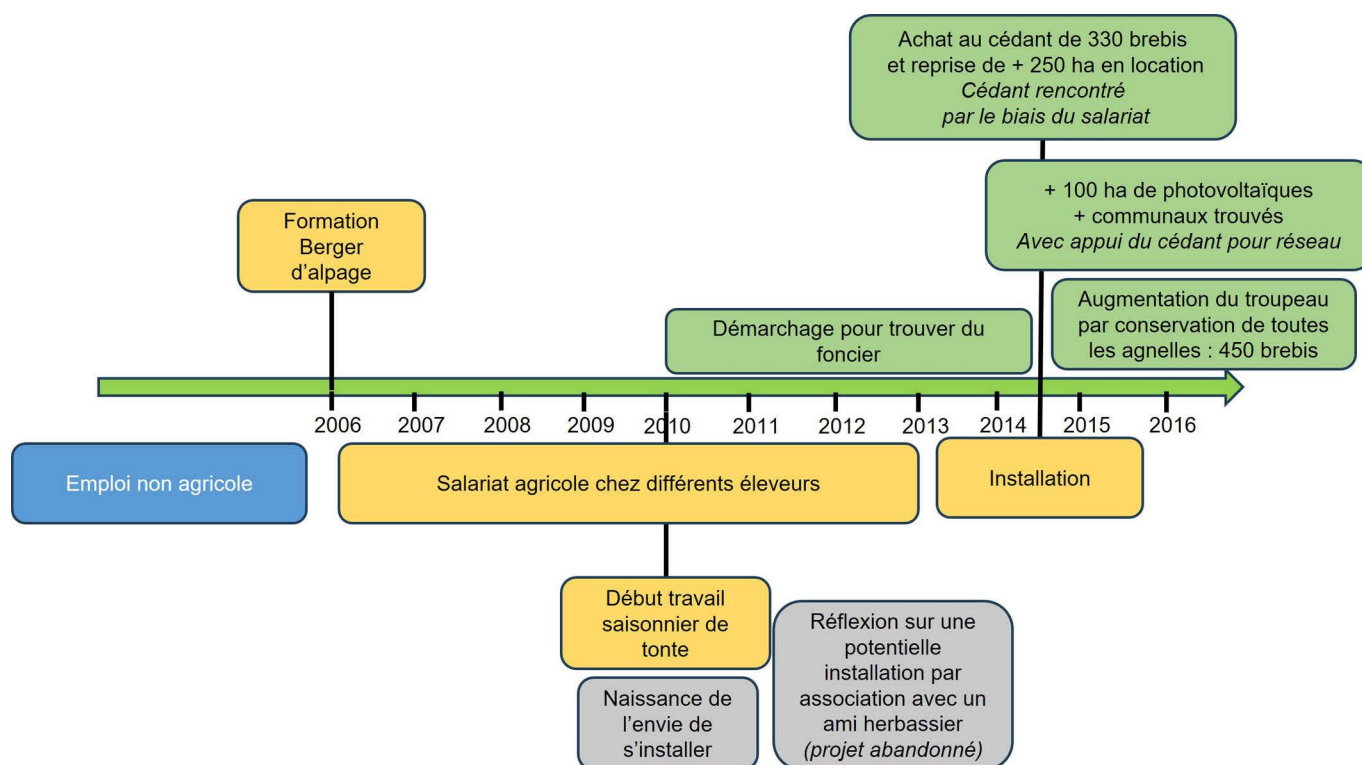 Achat au cédant de 330 brebis
et reprise de + 250 ha en location
Cédant rencontré
par le biais du salariat
+ 100 ha de photovoltaïques
+ communaux trouvés
Avec appui du cédant pour réseau
Formation
Berger
d'alpage
Démarchage pour trouver du
foncier
Augmentation du troupeau
par conservation de toutes
les agnelles : 450 brebis
2006 2007 2008 2009 2010 2011 2012 2013 2014 2015 2016
Emploi non agricole
Salariat agricole chez différents éleveurs
Installation
Début travail
saisonnier de
tonte
Naissance de
l'envie de
s'installer
Réflexion sur une
potentielle
installation par
association avec un
ami herbassier
(projet abandonné)